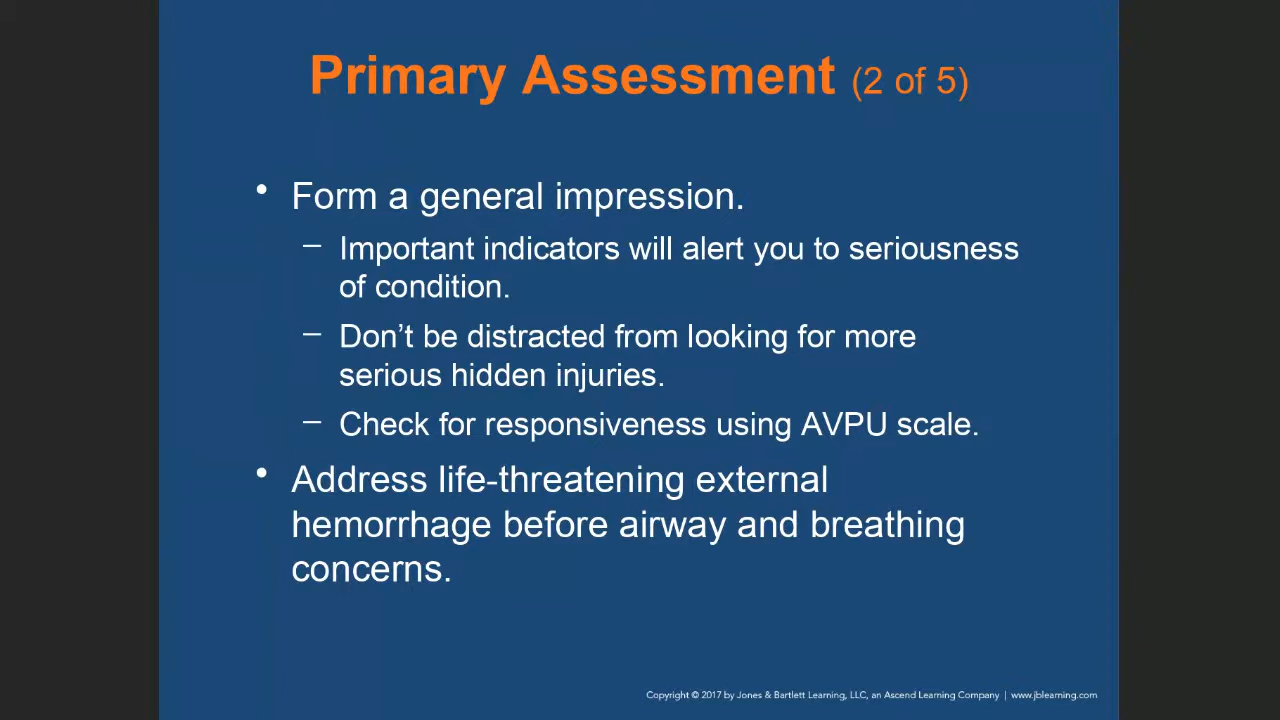 Primary Assessment (2 of 5)
• Form a general impression.
– Important indicators will alert you to seriousness
of condition.
– Don’t be distracted from looking for more
serious hidden injuries.
– Check for responsiveness using AVPU scale.
• Address life-threatening external
hemorrhage before airway and breathing
concerns.
Copyright © 2017 by Jones & Bartlett Learning, LLC, an Ascend Learning Company | www.jblearning.com